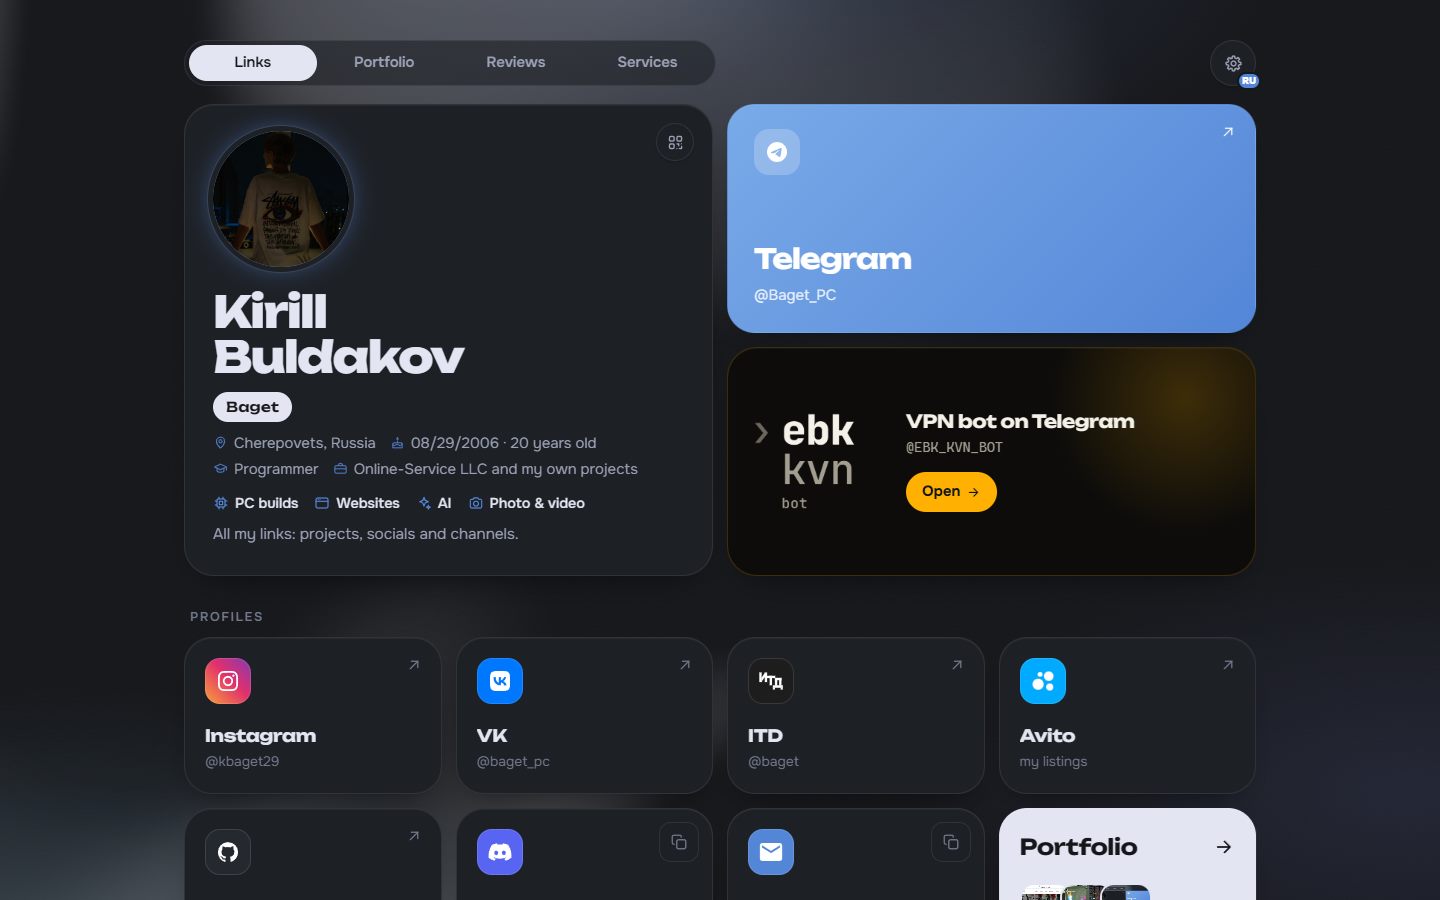 Links
Portfolio
Reviews
Services
RU
Kirill
Buldakov
Baget
Cherepovets, Russia
08/29/2006 · 20 years old
Programmer
Online-Service LLC and my own projects
PC builds
Websites
AI
Photo & video
All my links: projects, socials and channels.
Telegram
@Baget_PC
› ebk
kvn
bot
VPN bot on Telegram
@EBK_KVN_BOT
Open →
PROFILES
Instagram
@kbaget29
VK
@baget_pc
ИТД
ITD
@baget
Avito
my listings
Portfolio